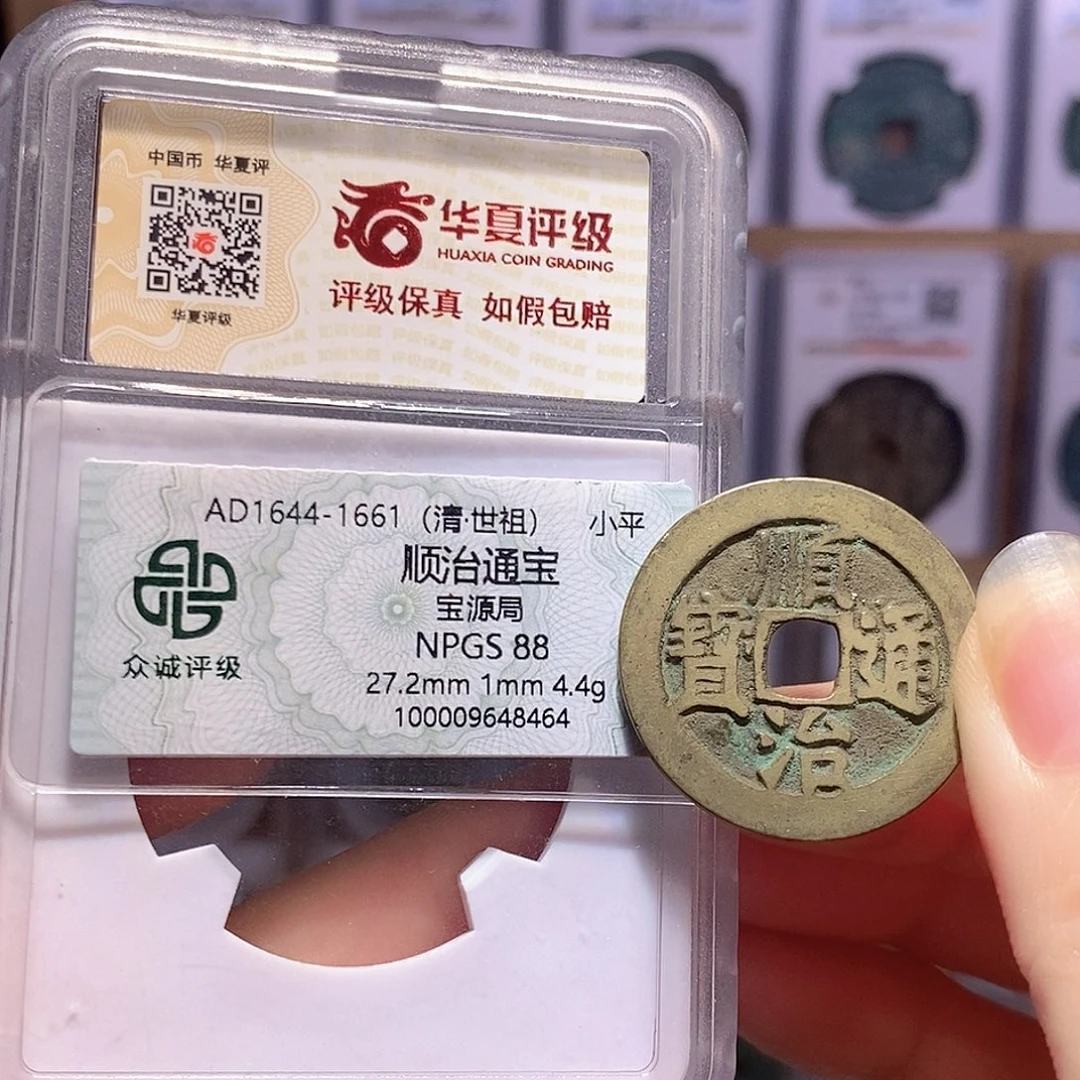 中国币 华夏评
华夏评级
华夏评级
HUAXIA COIN GRADING
评级保真 如假包赔
AD1644-1661 (清·世祖) 小平
顺治通宝
宝源局
NPGS 88
27.2mm 1mm 4.4g
100009648464
众诚评级
順治通寳